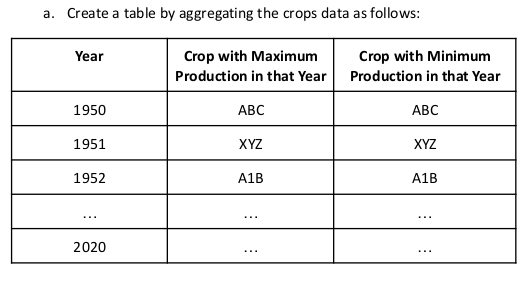 a. Create a table by aggregating the crops data as follows:
Year Crop with Maximum Crop with Minimum
Production in that Year Production in that Year
1950 ABC ABC
1951 XYZ XYZ
1952 A1B A1B
... ... ...
2020 ... ...